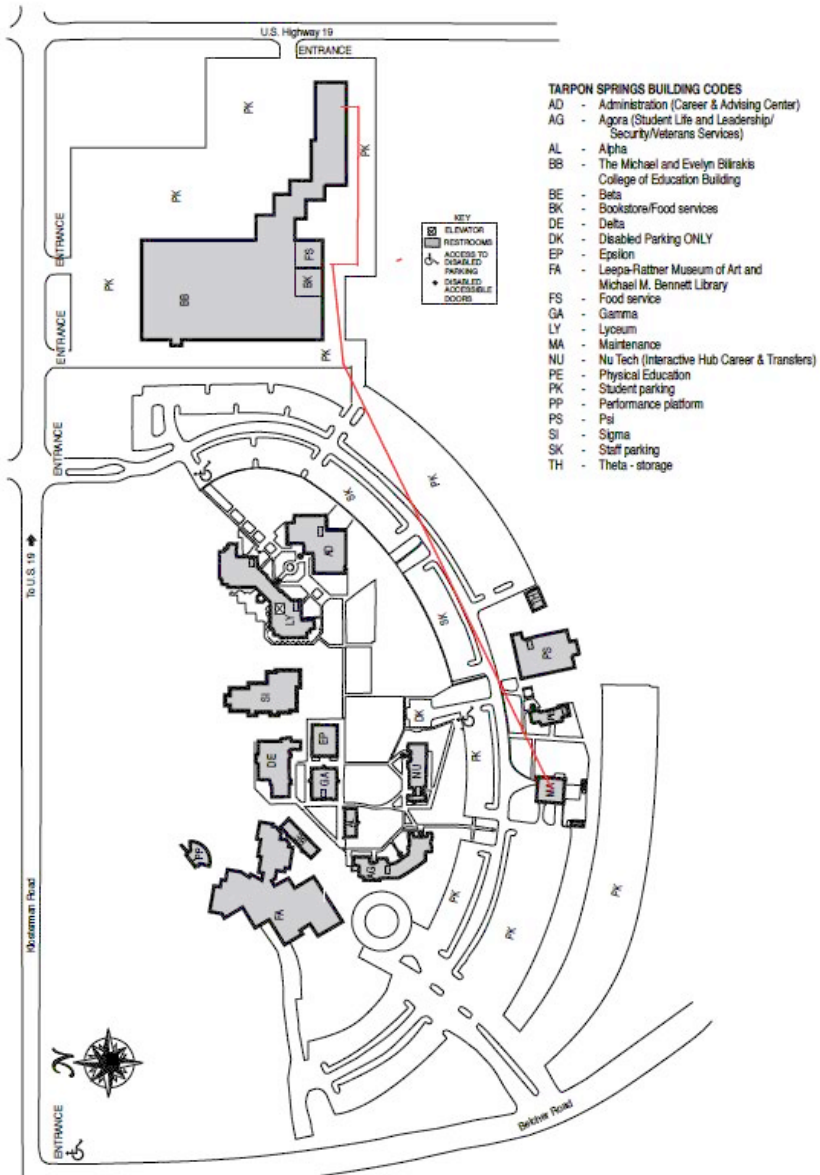 U.S. Highway 19
ENTRANCE
TARPON SPRINGS BUILDING CODES
AD - Administration (Career & Advising Center)
AG - Agora (Student Life and Leadership/
Security/Veterans Services)
AL - Alpha
BB - The Michael and Evelyn Bilirakis
College of Education Building
BE - Beta
BK - Bookstore/Food services
DE - Delta
DK - Disabled Parking ONLY
EP - Epsilon
FA - Leepa-Rattner Museum of Art and
Michael M. Bennett Library
FS - Food service
GA - Gamma
LY - Lyceum
MA - Maintenance
NU - Nu Tech (Interactive Hub Career & Transfers)
PE - Physical Education
PK - Student parking
PP - Performance platform
PS - Psi
SI - Sigma
SK - Staff parking
TH - Theta - storage
KEY
ELEVATOR
RESTROOMS
ACCESS TO
DISABLED
PARKING
DISABLED
ACCESSIBLE
DOORS
PK
PK
PK
PK
ENTRANCE
FS
BK
BB
ENTRANCE
PK
ENTRANCE
PK
SK
AD
To U.S. 19
SK
LY
PS
SI
DK
EP
DE
NU
GA
PK
PK
MA
PP
AG
FA
PK
PK
PK
Klosterman Road
N
ENTRANCE
Belcher Road